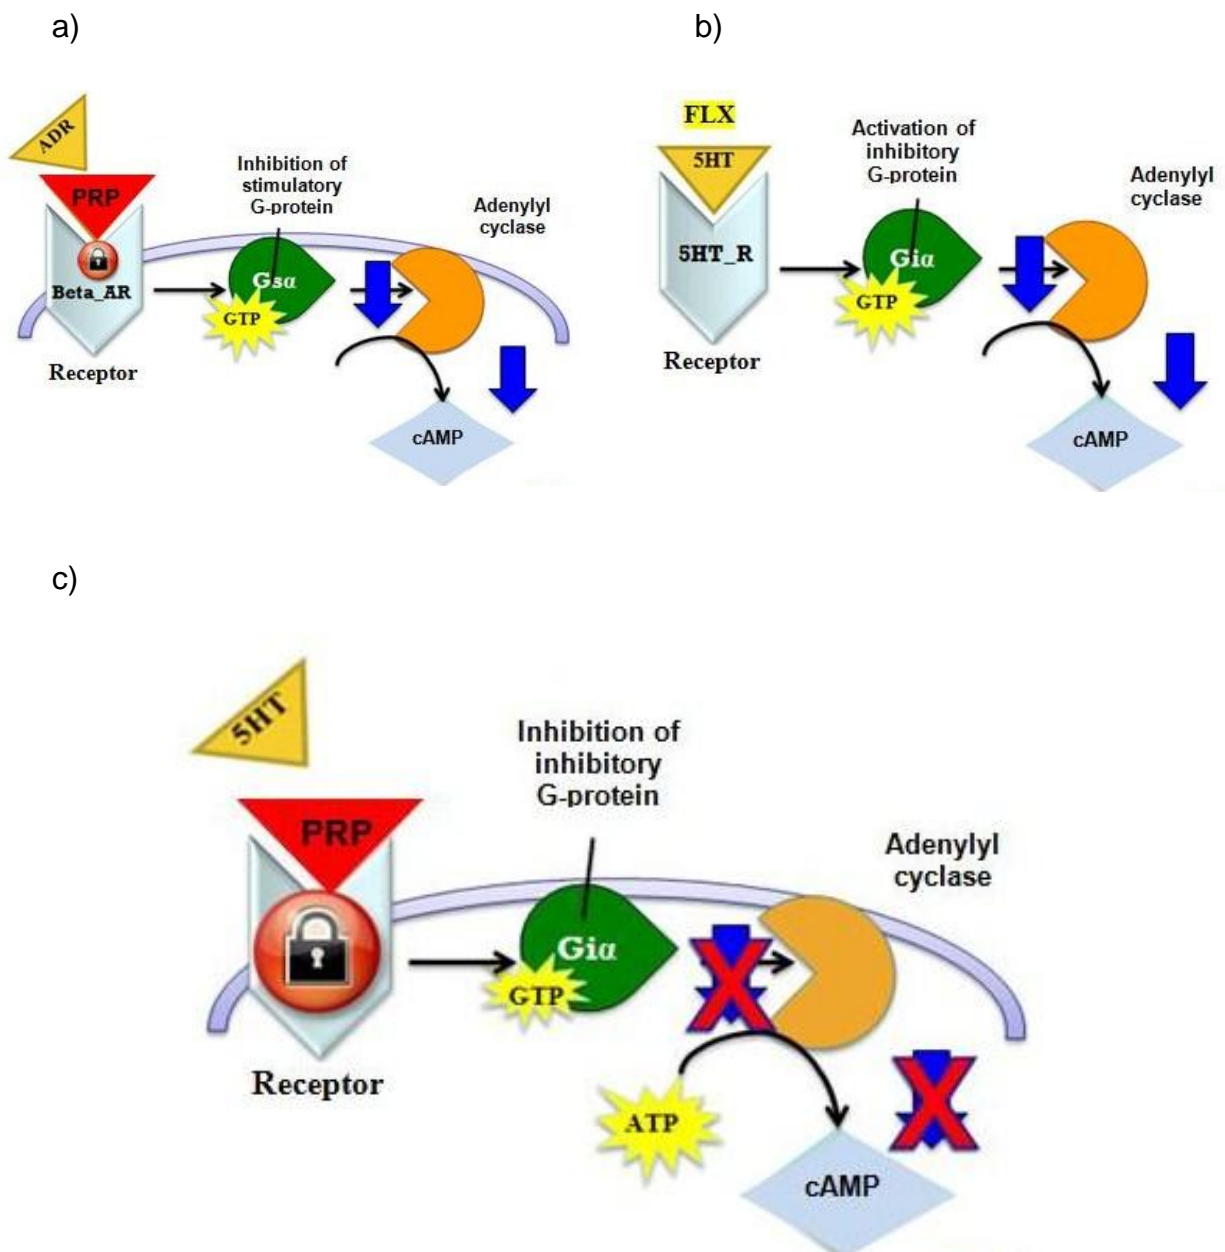 a)
ADR
PRP
Beta_AR
Receptor
Inhibition of
stimulatory
G-protein
Gsα
GTP
Adenylyl
cyclase
cAMP
b)
FLX
5HT
5HT_R
Receptor
Activation of
inhibitory
G-protein
Giα
GTP
Adenylyl
cyclase
cAMP
c)
5HT
PRP
Receptor
Inhibition of
inhibitory
G-protein
Giα
GTP
Adenylyl
cyclase
ATP
cAMP